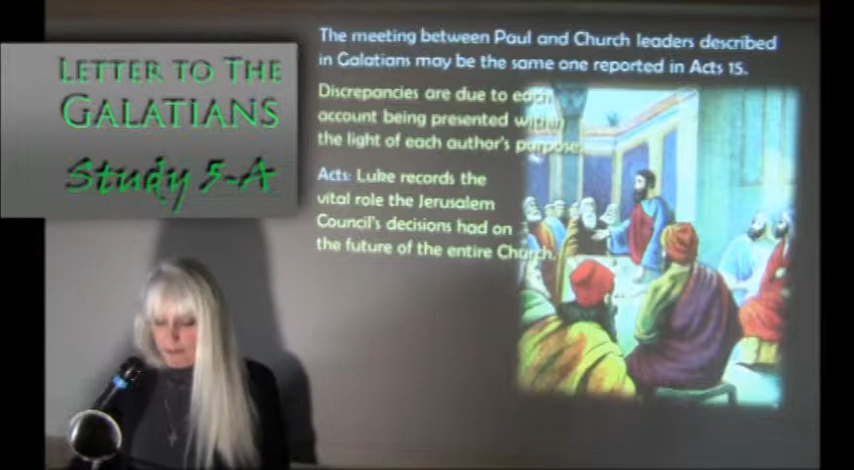 LETTER TO THE
GALATIANS
Study 5-A
The meeting between Paul and Church leaders described
in Galatians may be the same one reported in Acts 15.
Discrepancies are due to each
account being presented within
the light of each author's purpose.
Acts: Luke records the
vital role the Jerusalem
Council's decisions had on
the future of the entire Church.